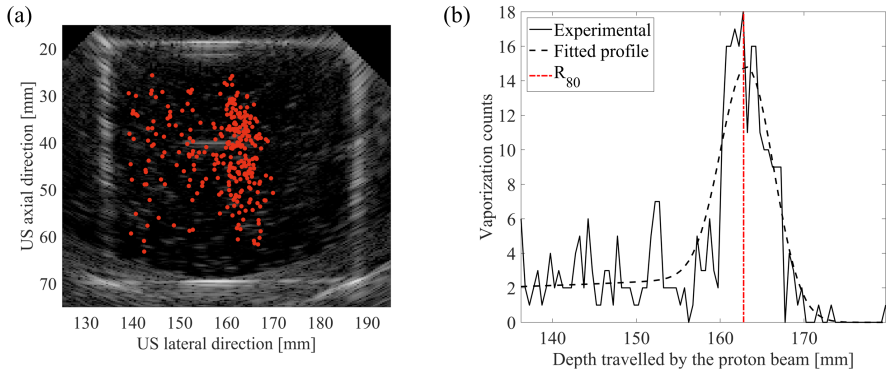 (a)
20
30
40
50
60
70
US axial direction [mm]
130 140 150 160 170 180 190
US lateral direction [mm]
(b)
18
16
14
12
10
8
6
4
2
0
Vaporization counts
Experimental
Fitted profile
R80
140 150 160 170
Depth travelled by the proton beam [mm]